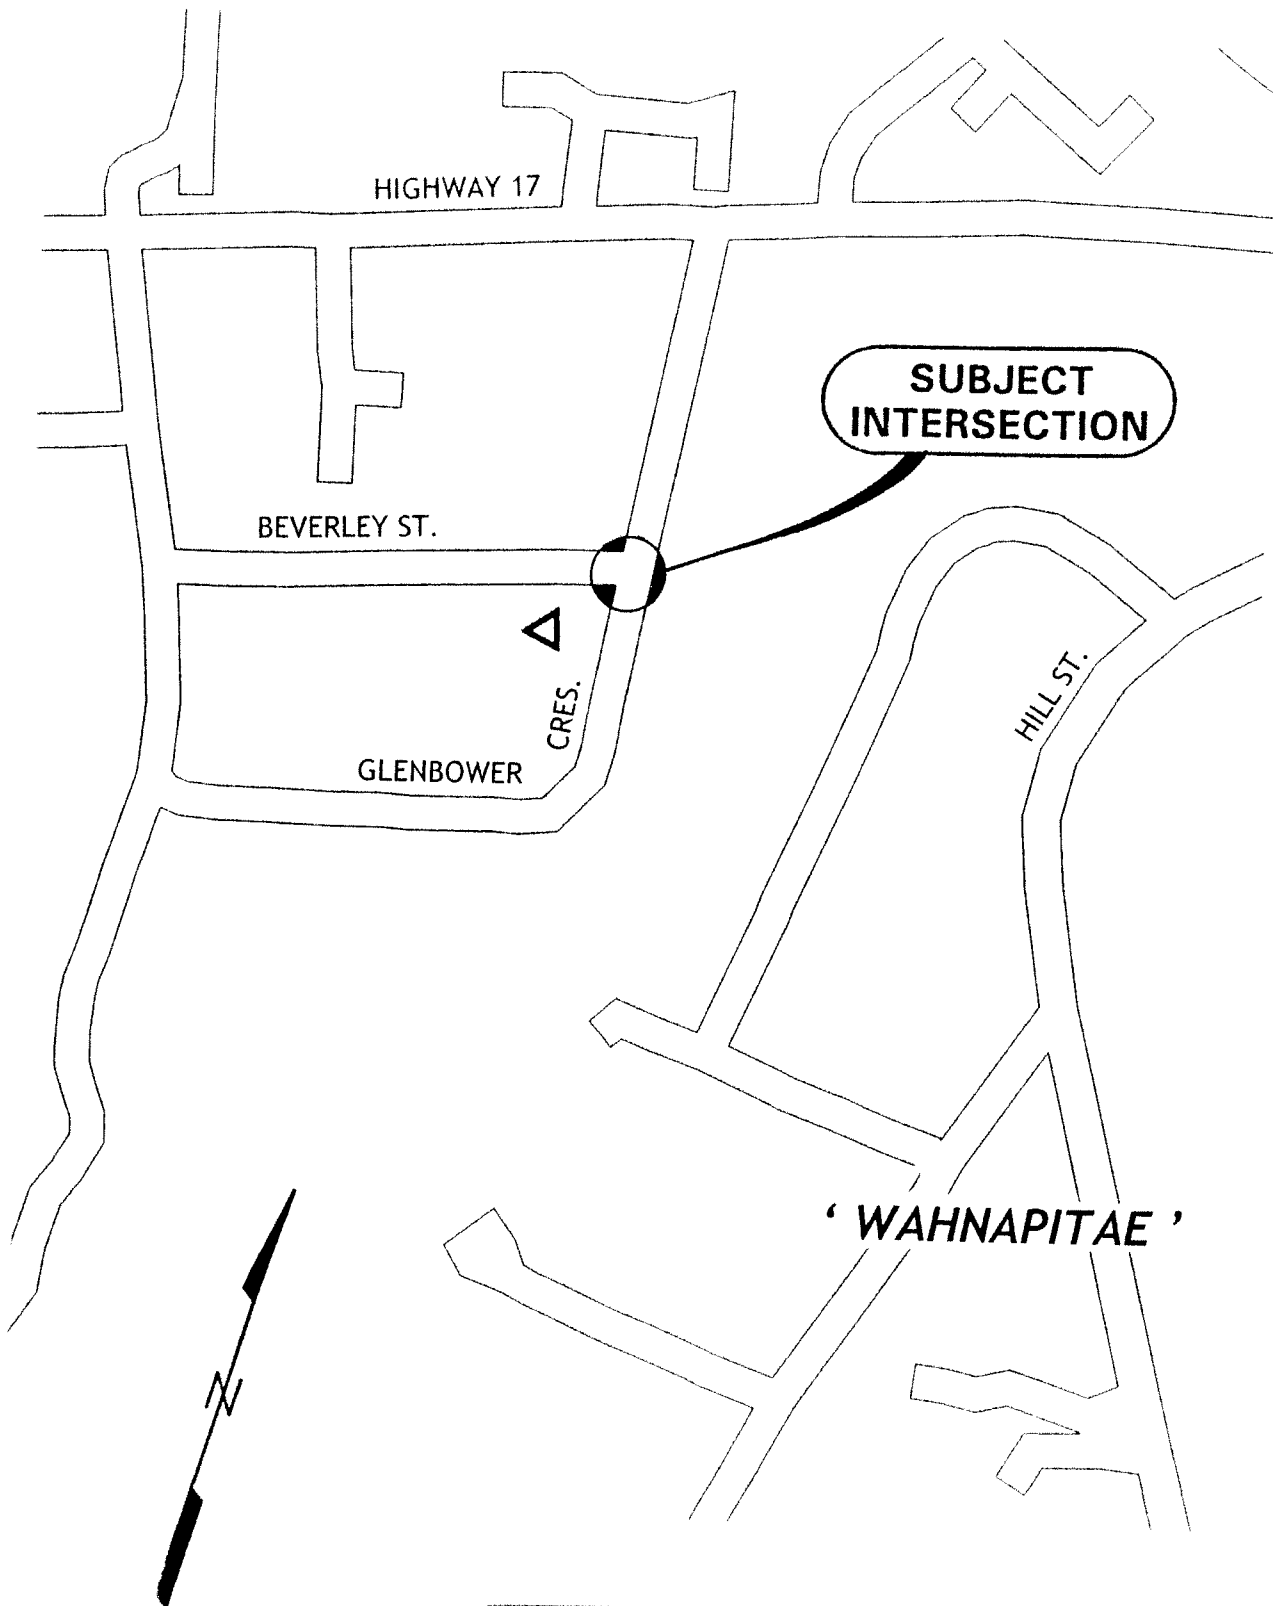 HIGHWAY 17
SUBJECT
INTERSECTION
BEVERLEY ST.
HILL ST.
CRES.
GLENBOWER
‘ WAHNAPITAE ’
N